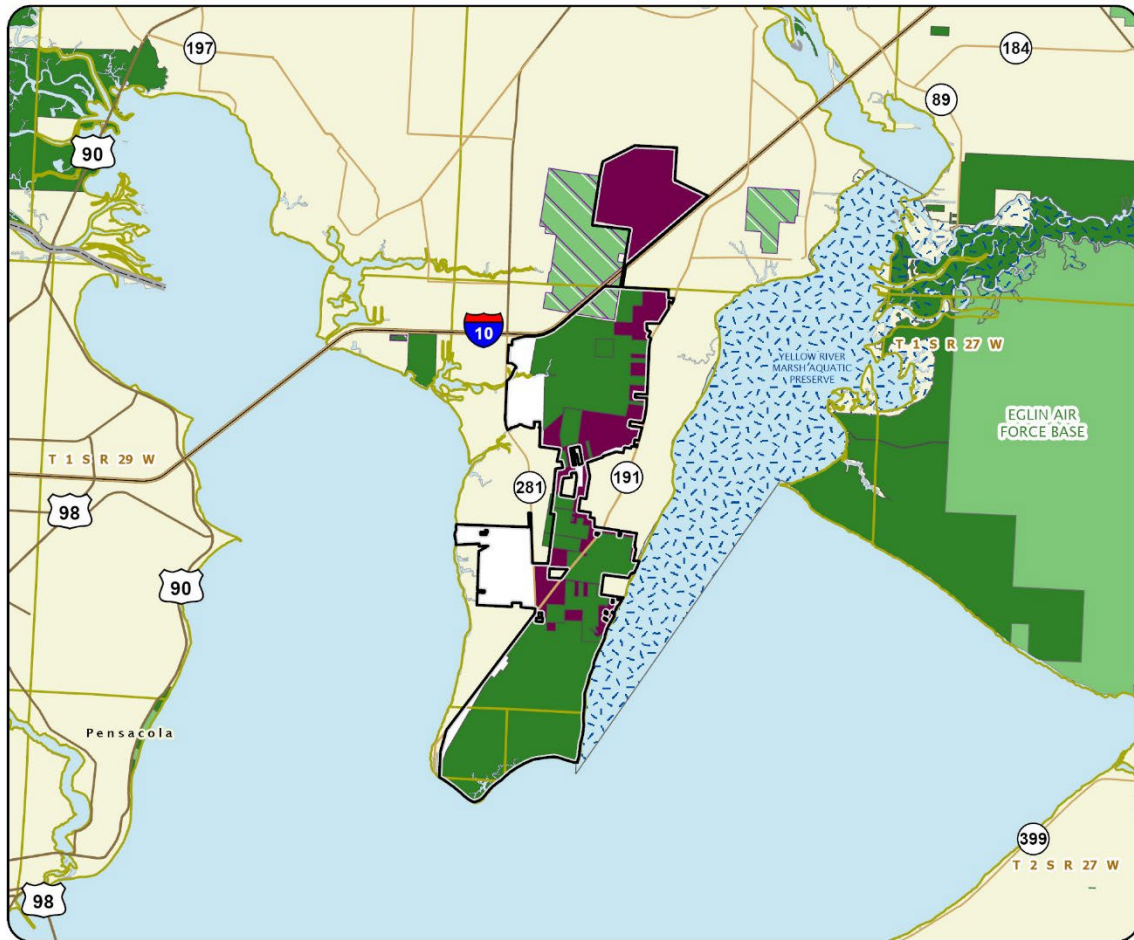 197
184
89
90
10
T 1 S R 27 W
YELLOW RIVER
MARSH AQUATIC
PRESERVE
EGLIN AIR
FORCE BASE
T 1 S R 29 W
281
191
98
90
Pensacola
399
T 2 S R 27 W
98